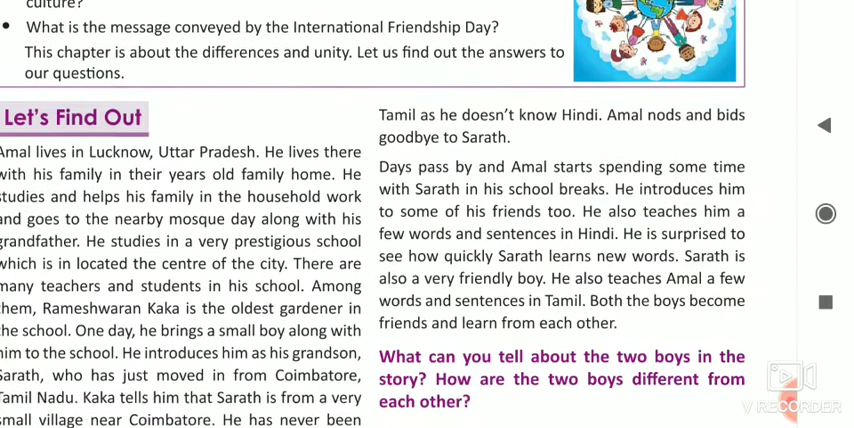 culture?
• What is the message conveyed by the International Friendship Day?
This chapter is about the differences and unity. Let us find out the answers to
our questions.
Let's Find Out
Amal lives in Lucknow, Uttar Pradesh. He lives there
with his family in their years old family home. He
studies and helps his family in the household work
and goes to the nearby mosque day along with his
grandfather. He studies in a very prestigious school
which is in located the centre of the city. There are
many teachers and students in his school. Among
them, Rameshwaran Kaka is the oldest gardener in
the school. One day, he brings a small boy along with
him to the school. He introduces him as his grandson,
Sarath, who has just moved in from Coimbatore,
Tamil Nadu. Kaka tells him that Sarath is from a very
small village near Coimbatore. He has never been
Tamil as he doesn't know Hindi. Amal nods and bids
goodbye to Sarath.
Days pass by and Amal starts spending some time
with Sarath in his school breaks. He introduces him
to some of his friends too. He also teaches him a
few words and sentences in Hindi. He is surprised to
see how quickly Sarath learns new words. Sarath is
also a very friendly boy. He also teaches Amal a few
words and sentences in Tamil. Both the boys become
friends and learn from each other.
What can you tell about the two boys in the
story? How are the two boys different from
each other?
V RECORDER